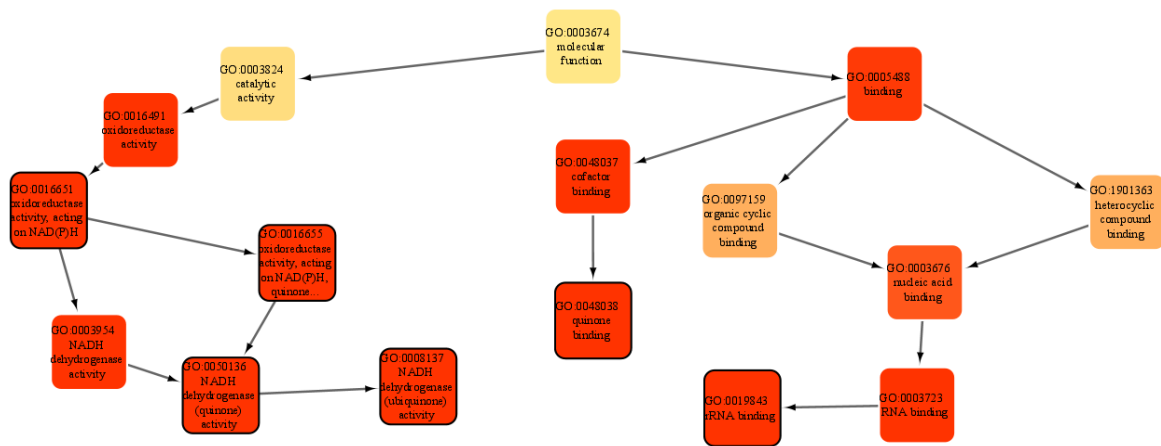 GO:0003674
molecular
function
GO:0003824
catalytic
activity
GO:0005488
binding
GO:0016491
oxidoreductase
activity
GO:0048037
cofactor
binding
GO:0016651
oxidoreductase
activity, acting
on NAD(P)H
GO:0097159
organic cyclic
compound
binding
GO:1901363
heterocyclic
compound
binding
GO:0016655
oxidoreductase
activity, acting
on NAD(P)H,
quinone...
GO:0003676
nucleic acid
binding
GO:0048038
quinone
binding
GO:0003954
NADH
dehydrogenase
activity
GO:0050136
NADH
dehydrogenase
(quinone)
activity
GO:0008137
NADH
dehydrogenase
(ubiquinone)
activity
GO:0019843
rRNA binding
GO:0003723
RNA binding